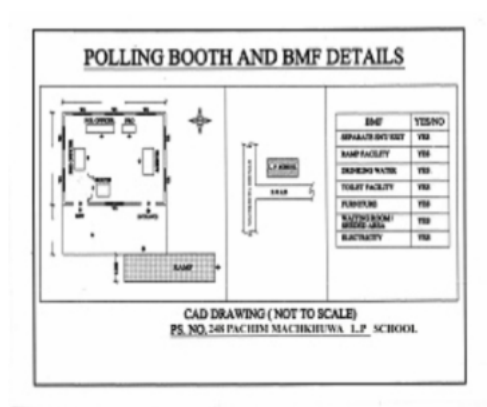 POLLING BOOTH AND BMF DETAILS
RAMP
L.P SCHOOL
ROAD
BMF YES/NO
SEPARATE ENT/EXIT YES
RAMP FACILITY YES
DRINKING WATER YES
TOILET FACILITY YES
FURNITURE YES
WAITING ROOM / YES
SHEDED AREA
ELECTRICITY YES
CAD DRAWING ( NOT TO SCALE)
PS. NO. 248 PACHIM MACHKHUWA L.P SCHOOL